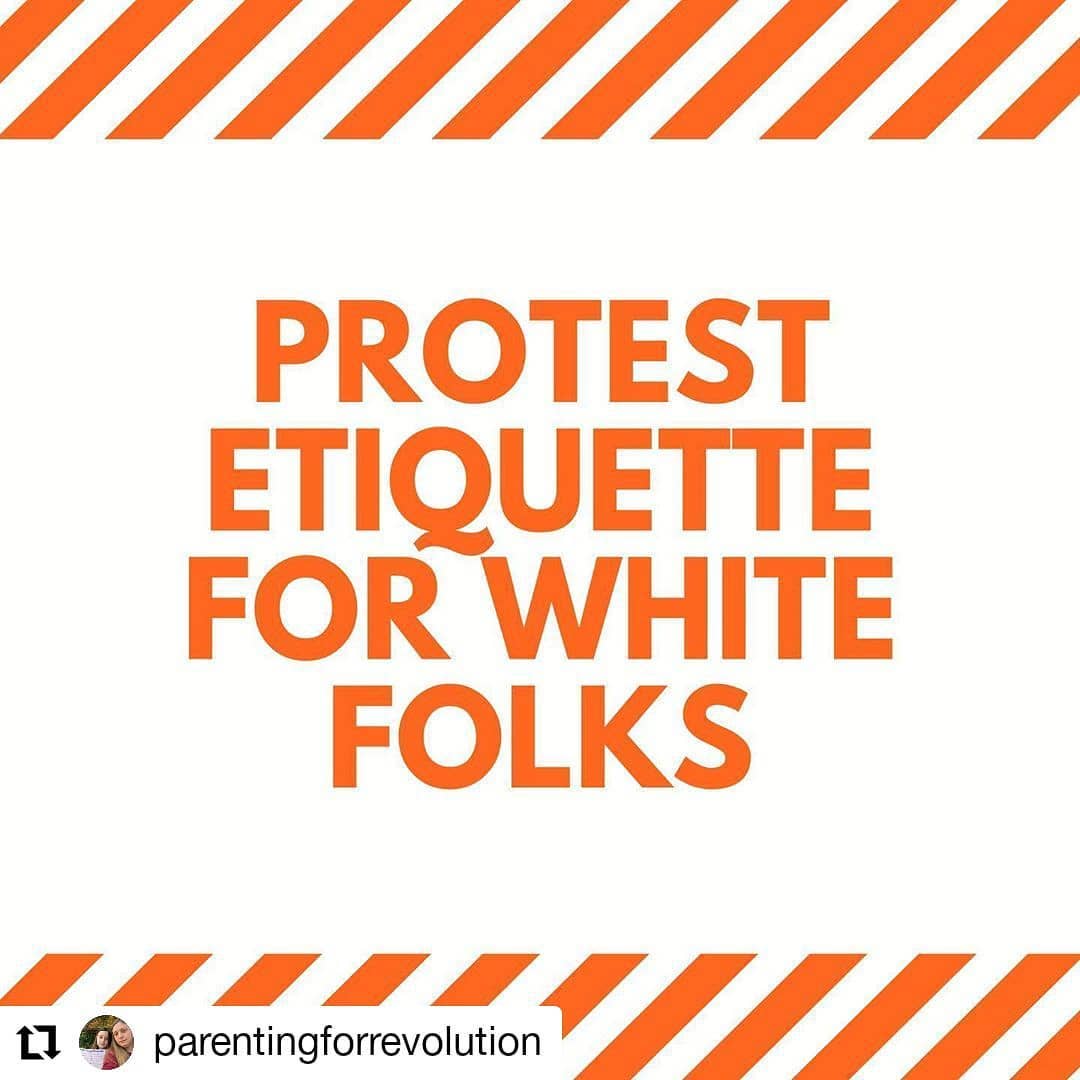 PROTEST
ETIQUETTE
FOR WHITE
FOLKS
parentingforrevolution